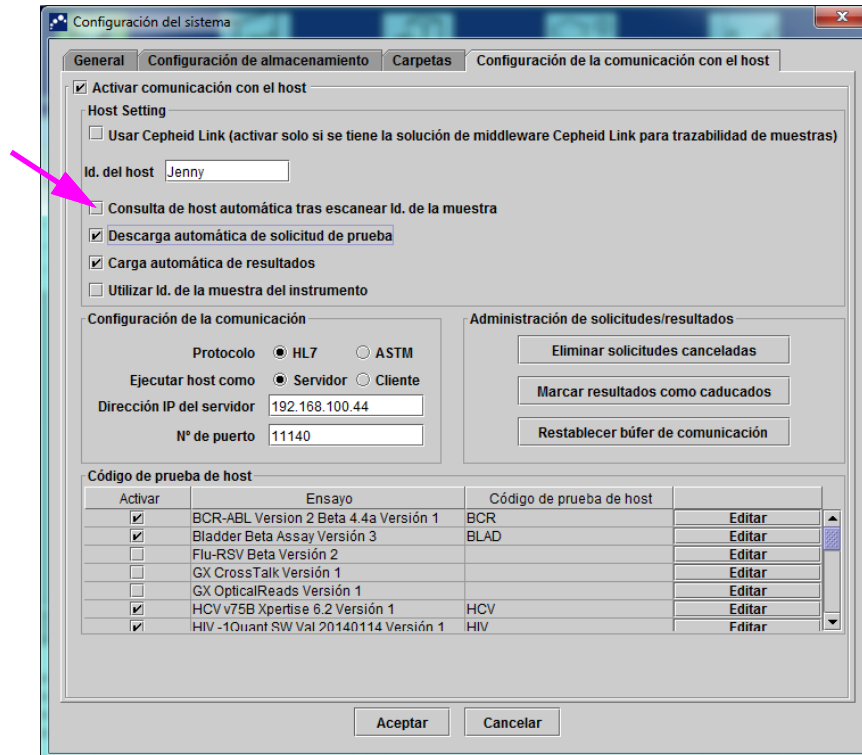 Configuración del sistema
General Configuración de almacenamiento Carpetas Configuración de la comunicación con el host
Activar comunicación con el host
Host Setting
Usar Cepheid Link (activar solo si se tiene la solución de middleware Cepheid Link para trazabilidad de muestras)
Id. del host Jenny
Consulta de host automática tras escanear Id. de la muestra
Descarga automática de solicitud de prueba
Carga automática de resultados
Utilizar Id. de la muestra del instrumento
Configuración de la comunicación
Protocolo HL7 ASTM
Ejecutar host como Servidor Cliente
Dirección IP del servidor 192.168.100.44
Nº de puerto 11140
Administración de solicitudes/resultados
Eliminar solicitudes canceladas
Marcar resultados como caducados
Restablecer búfer de comunicación
Código de prueba de host
Activar Ensayo Código de prueba de host
BCR-ABL Version 2 Beta 4.4a Versión 1 BCR Editar
Bladder Beta Assay Versión 3 BLAD Editar
Flu-RSV Beta Versión 2 Editar
GX CrossTalk Versión 1 Editar
GX OpticalReads Versión 1 Editar
HCV v75B Xpertise 6.2 Versión 1 HCV Editar
HIV -1Quant SW Val 20140114 Versión 1 HIV Editar
Aceptar Cancelar